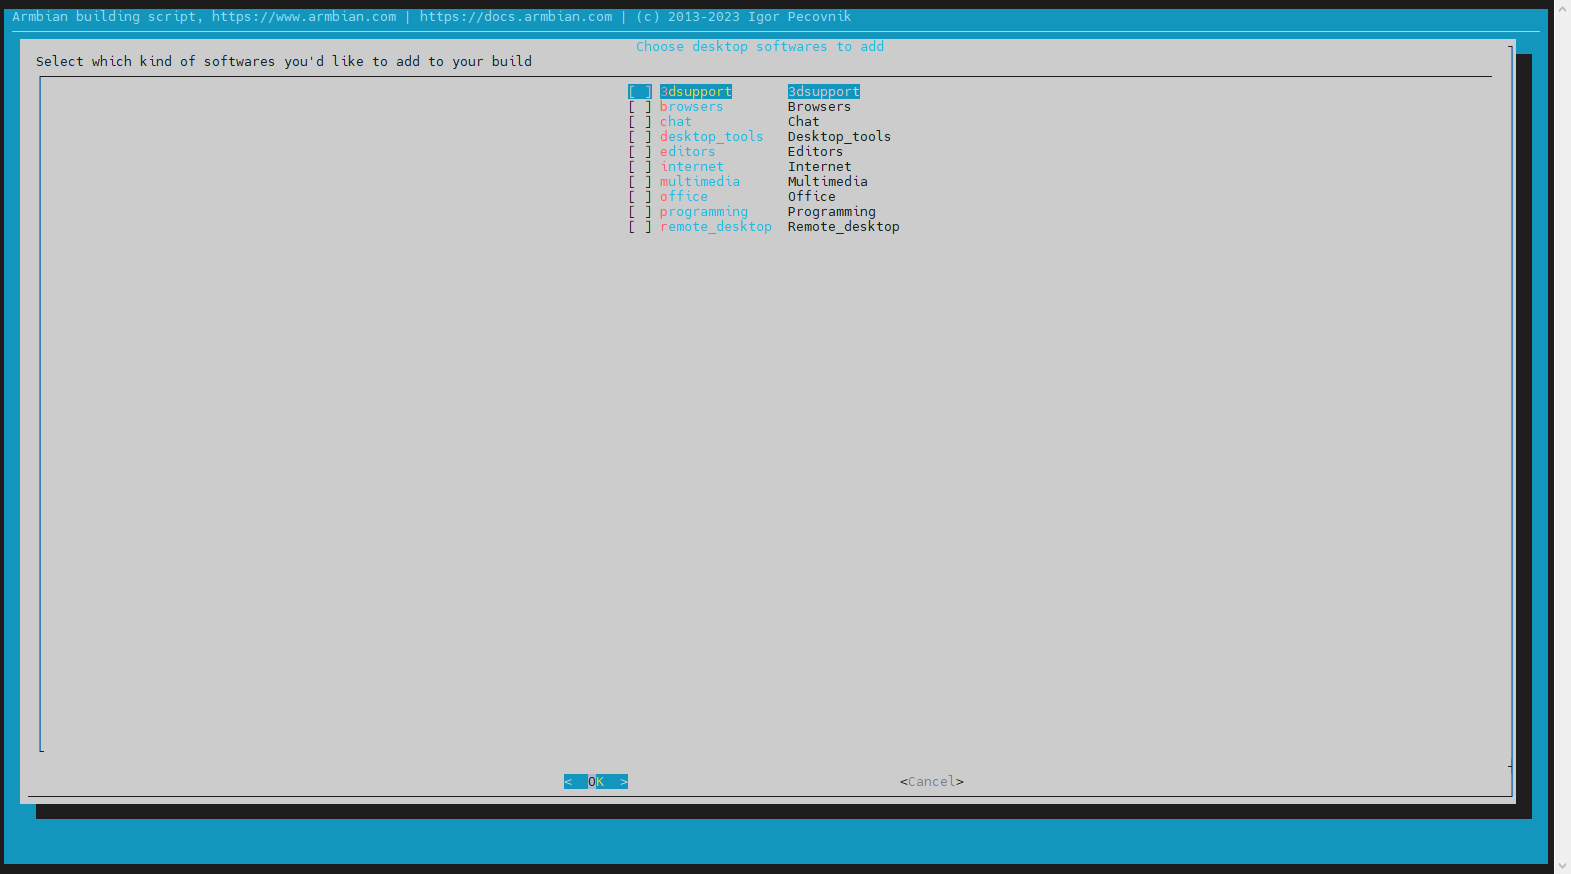 Armbian building script, https://www.armbian.com | https://docs.armbian.com | (c) 2013-2023 Igor Pecovnik
Choose desktop softwares to add
Select which kind of softwares you'd like to add to your build
[ ] 3dsupport 3dsupport
[ ] browsers Browsers
[ ] chat Chat
[ ] desktop_tools Desktop_tools
[ ] editors Editors
[ ] internet Internet
[ ] multimedia Multimedia
[ ] office Office
[ ] programming Programming
[ ] remote_desktop Remote_desktop
< OK > <Cancel>